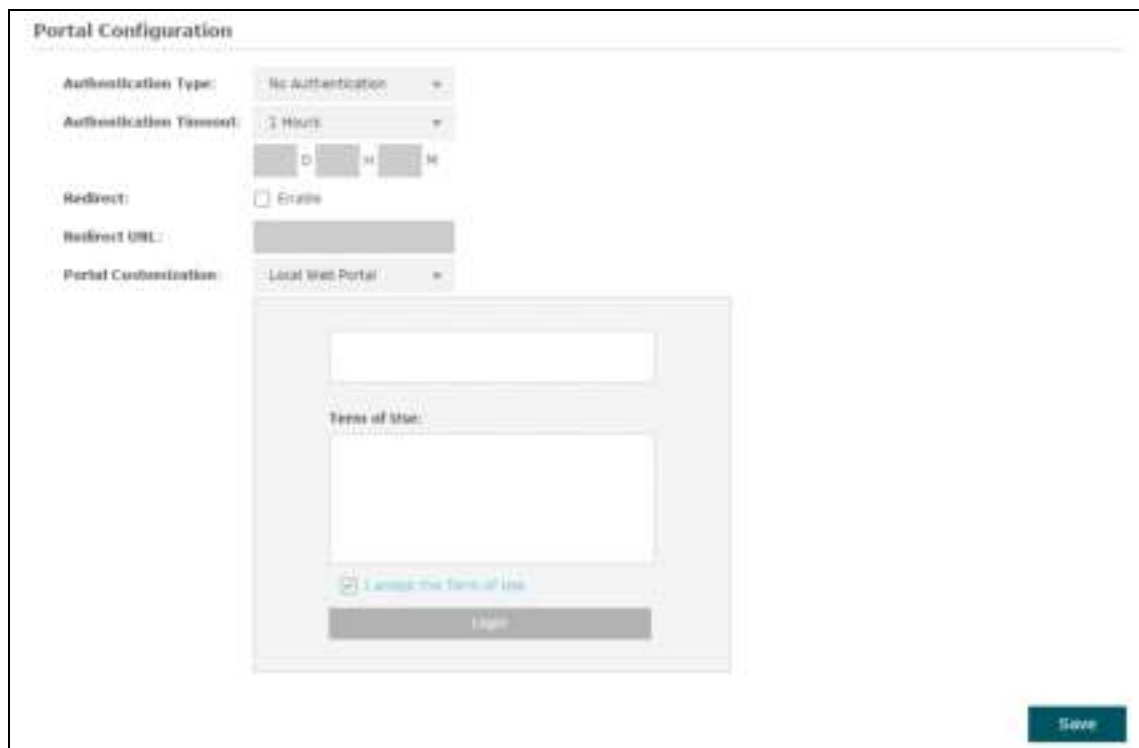 Portal Configuration
Authentication Type: No Authentication
Authentication Timeout: 1 Hours
D H M
Redirect: Enable
Redirect URL:
Portal Customization: Local Web Portal
Term of Use:
I accept the Term of Use
Login
Save